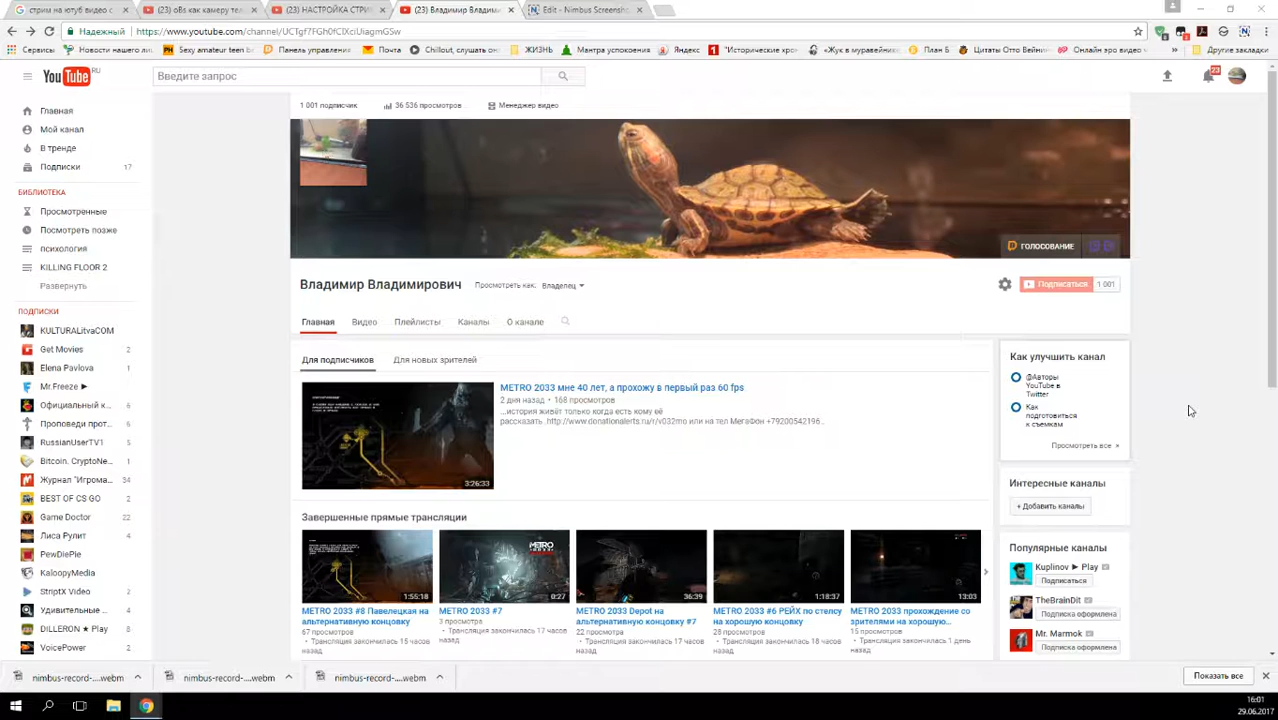 стрим на ютуб видео с
(23) oBs как камеру тел
(23) НАСТРОЙКА СТРИ
(23) Владимир Владим
Edit - Nimbus Screensho
Надежный
https://www.youtube.com/channel/UCTgf7FGh0fClXciUiagmGSw
Сервисы
Новости нашего ли
Sexy amateur teen b
Панель управления
Почта
Chillout, слушать он
ЖИЗНЬ
Мантра успокоения
Яндекс
"Исторические хрон
«Жук в муравейник
План Б
Цитаты Отто Вейни
Онлайн эро видео ч
Другие закладки
YouTube RU
Введите запрос
23
1 001 подписчик
36 536 просмотров
Менеджер видео
Главная
Мой канал
В тренде
Подписки 17
БИБЛИОТЕКА
Просмотренные
Посмотреть позже
психология
KILLING FLOOR 2
Развернуть
ПОДПИСКИ
KULTURALitvaCOM
Get Movies 2
Elena Pavlova 1
Mr.Freeze ► 1
Официальный к... 2
Проповеди прот... 6
RussianUserTV1 2
Bitcoin. CryptoNe... 1
Журнал "Игрома... 34
BEST OF CS GO 2
Game Doctor 22
Лиса Рулит 4
PewDiePie
KaloopyMedia
StriptX Video 2
Удивительные ... 4
DILLERON ★ Play 8
VoicePower 2
ГОЛОСОВАНИЕ
Владимир Владимирович
Просмотреть как:
Владелец
Подписаться
1 001
Главная
Видео
Плейлисты
Каналы
О канале
Для подписчиков
Для новых зрителей
METRO 2033 мне 40 лет, а прохожу в первый раз 60 fps
2 дня назад • 168 просмотров
...история живёт только когда есть кому её
рассказать..http://www.donationalerts.ru/r/v032mo или на тел МегаФон +79200542196..
3:26:33
Завершенные прямые трансляции
1:55:18
METRO 2033 #8 Павелецкая на
альтернативную концовку
67 просмотров
• Трансляция закончилась 15 часов
назад
METRO
0:27
METRO 2033 #7
3 просмотра
• Трансляция закончилась 17 часов
назад
36:39
METRO 2033 Depot на
альтернативную концовку #7
22 просмотра
• Трансляция закончилась 17 часов
назад
1:18:37
METRO 2033 #6 РЕЙХ по стелсу
на хорошую концовку
28 просмотров
• Трансляция закончилась 18 часов
назад
13:03
METRO 2033 прохождение со
зрителями на хорошую...
15 просмотров
• Трансляция закончилась 1 день
назад
Как улучшить канал
@Авторы
YouTube в
Twitter
Как
подготовиться
к съемкам
Просмотреть все »
Интересные каналы
+ Добавить каналы
Популярные каналы
Kuplinov ► Play
Подписаться
TheBrainDit
Подписка оформлена
Mr. Marmok
Подписка оформлена
nimbus-record-....webm
nimbus-record-....webm
nimbus-record-....webm
Показать все
16:01
29.06.2017